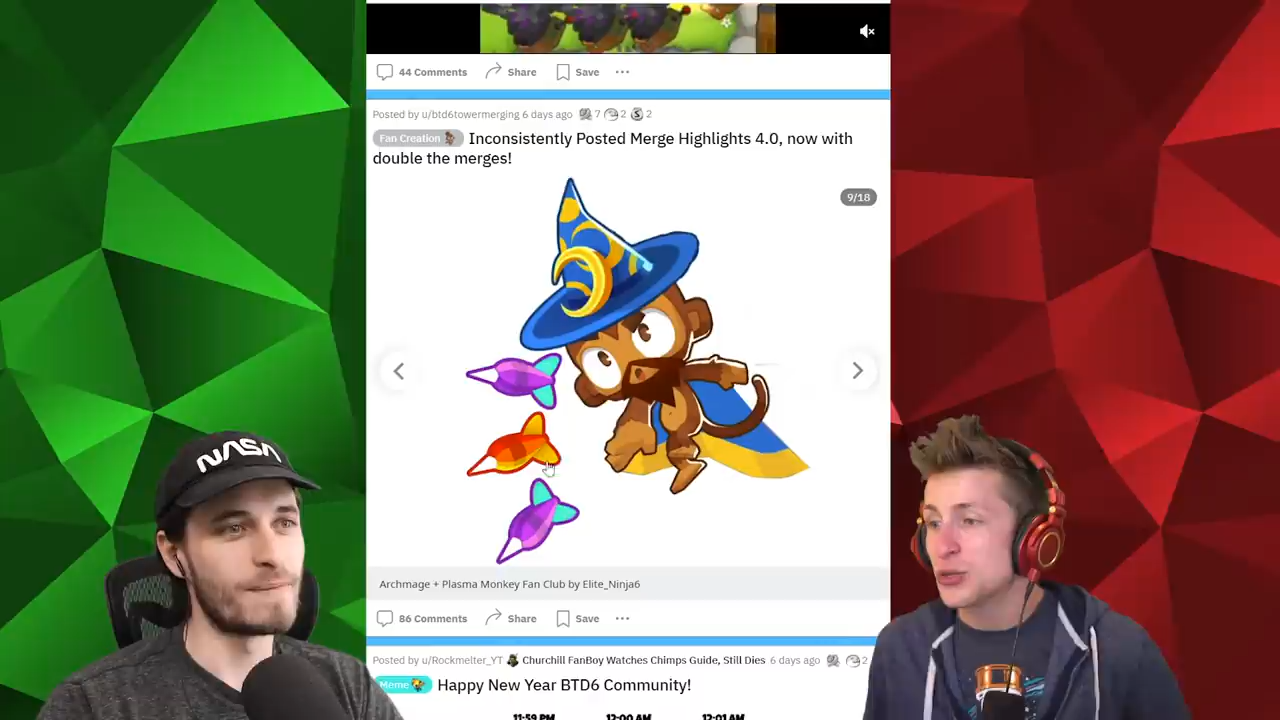 44 Comments Share Save
Posted by u/btd6towermerging 6 days ago 7 2 2
Fan Creation Inconsistently Posted Merge Highlights 4.0, now with
double the merges!
9/18
NASA
Archmage + Plasma Monkey Fan Club by Elite_Ninja6
86 Comments Share Save
Posted by u/Rockmelter_YT Churchill FanBoy Watches Chimps Guide, Still Dies 6 days ago 2
Meme Happy New Year BTD6 Community!
11:59 PM 12:00 AM 12:01 AM